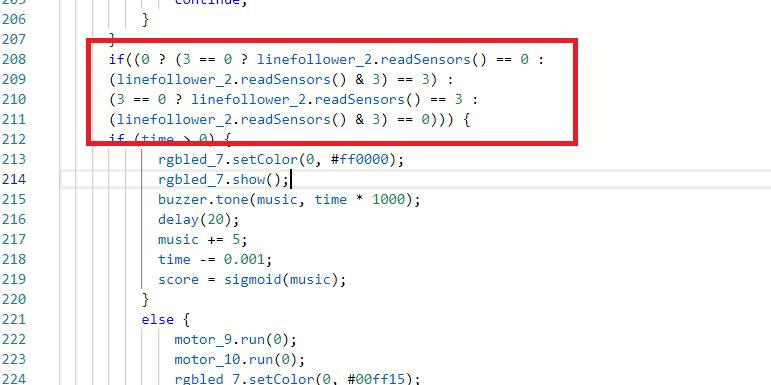 205 continue;
206 }
207 }
208 if((0 ? (3 == 0 ? linefollower_2.readSensors() == 0 :
209 (linefollower_2.readSensors() & 3) == 3) :
210 (3 == 0 ? linefollower_2.readSensors() == 3 :
211 (linefollower_2.readSensors() & 3) == 0))) {
212 if (time > 0) {
213 rgbled_7.setColor(0, #ff0000);
214 rgbled_7.show();
215 buzzer.tone(music, time * 1000);
216 delay(20);
217 music += 5;
218 time -= 0.001;
219 score = sigmoid(music);
220 }
221 else {
222 motor_9.run(0);
223 motor_10.run(0);
224 rgbled_7.setColor(0, #00ff15);